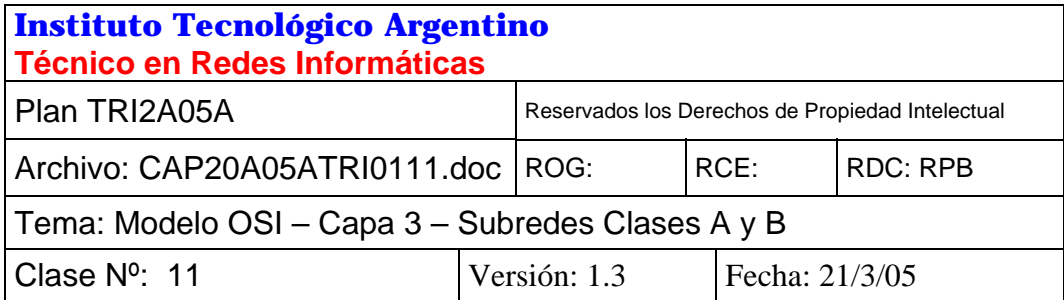 Instituto Tecnológico Argentino
Técnico en Redes Informáticas
Plan TRI2A05A
Reservados los Derechos de Propiedad Intelectual
Archivo: CAP20A05ATRI0111.doc
ROG:
RCE:
RDC: RPB
Tema: Modelo OSI – Capa 3 – Subredes Clases A y B
Clase Nº: 11
Versión: 1.3
Fecha: 21/3/05